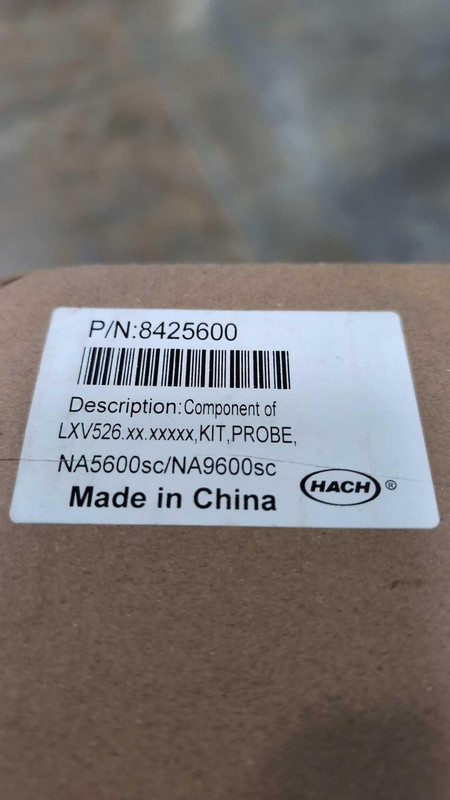 P/N:8425600
Description:Component of
LXV526.xx.xxxxx,KIT,PROBE,
NA5600sc/NA9600sc
HACH®
Made in China